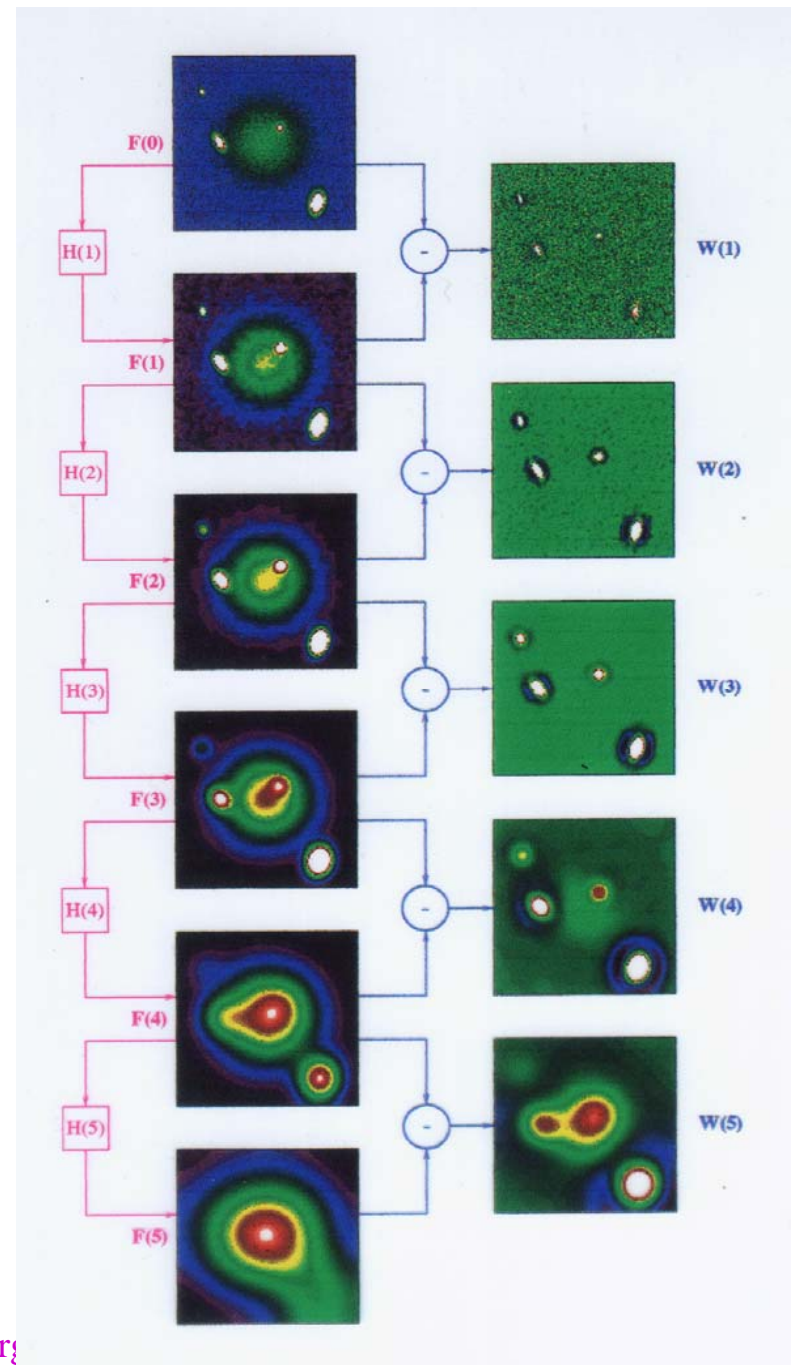 F(0)
H(1)
-
W(1)
F(1)
H(2)
-
W(2)
F(2)
H(3)
-
W(3)
F(3)
H(4)
-
W(4)
F(4)
H(5)
-
W(5)
F(5)